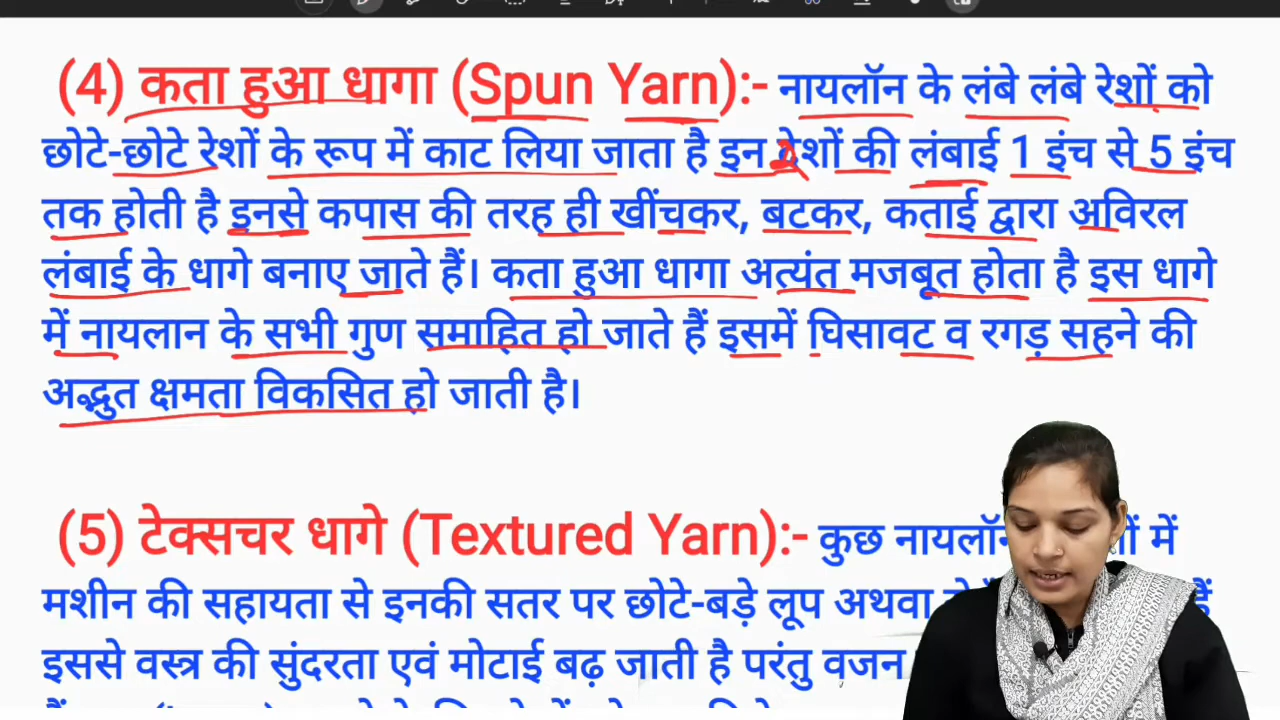 (4) कता हुआ धागा (Spun Yarn):- नायलॉन के लंबे लंबे रेशों को
छोटे-छोटे रेशों के रूप में काट लिया जाता है इन रेशों की लंबाई 1 इंच से 5 इंच
तक होती है इनसे कपास की तरह ही खींचकर, बटकर, कताई द्वारा अविरल
लंबाई के धागे बनाए जाते हैं। कता हुआ धागा अत्यंत मजबूत होता है इस धागे
में नायलान के सभी गुण समाहित हो जाते हैं इसमें घिसावट व रगड़ सहने की
अद्भुत क्षमता विकसित हो जाती है।
(5) टेक्सचर धागे (Textured Yarn):- कुछ में
मशीन की सहायता से इनकी सतर पर छोटे-बड़े लूप अथवा हैं
इससे वस्त्र की सुंदरता एवं मोटाई बढ़ जाती है परंतु वजन